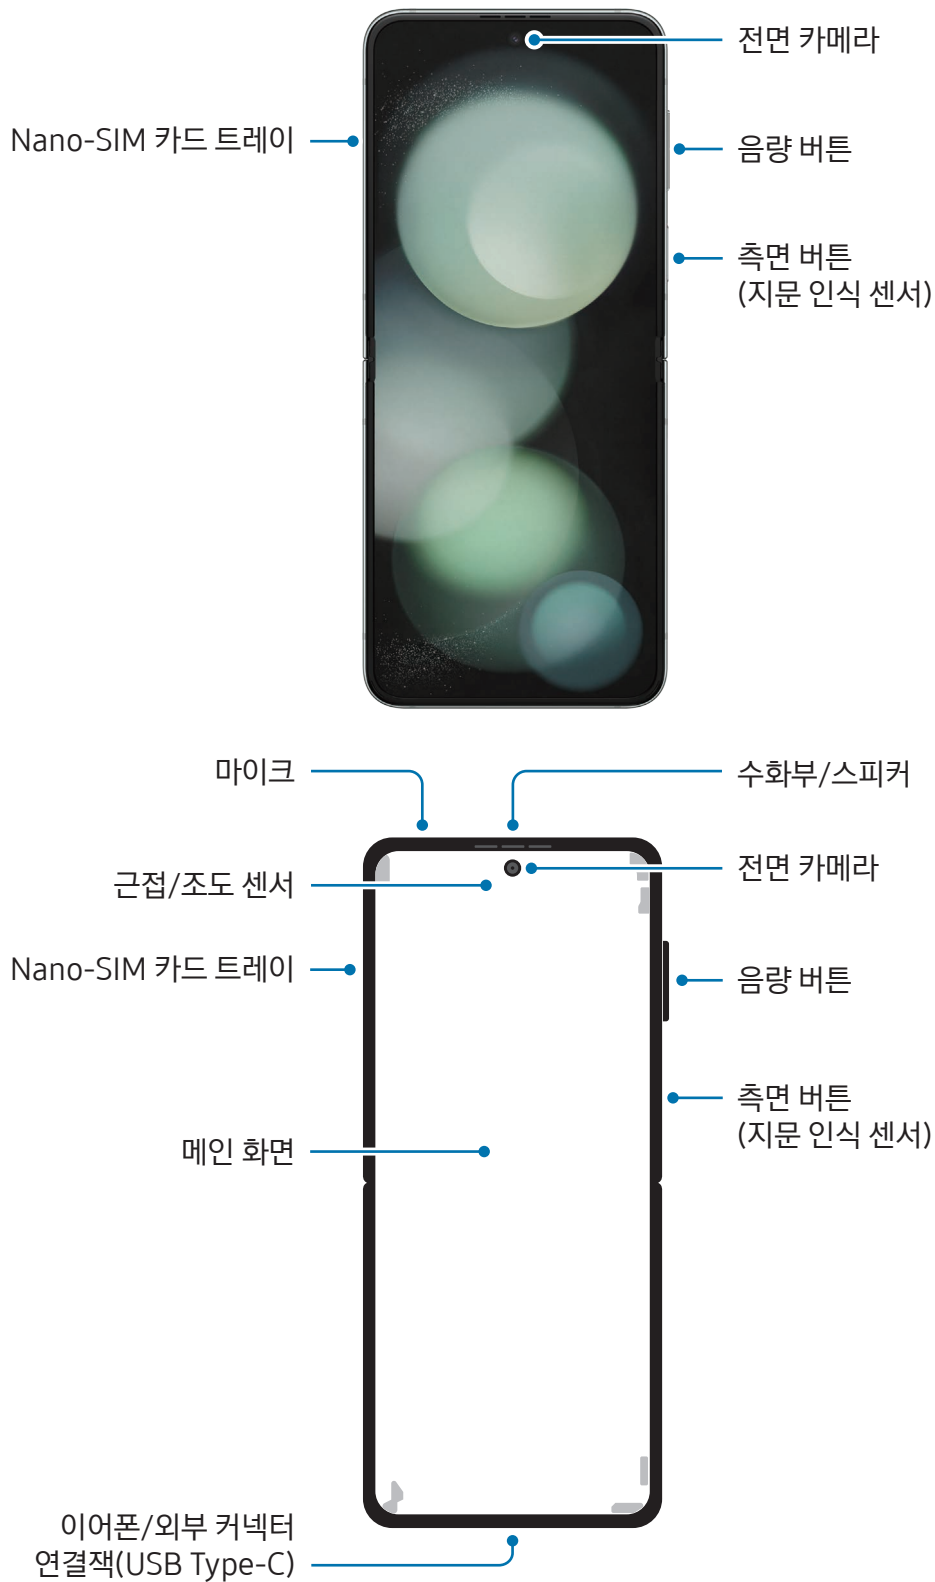 전면 카메라
Nano-SIM 카드 트레이
음량 버튼
측면 버튼
(지문 인식 센서)
마이크
수화부/스피커
전면 카메라
근접/조도 센서
Nano-SIM 카드 트레이
음량 버튼
측면 버튼
(지문 인식 센서)
메인 화면
이어폰/외부 커넥터
연결잭(USB Type-C)